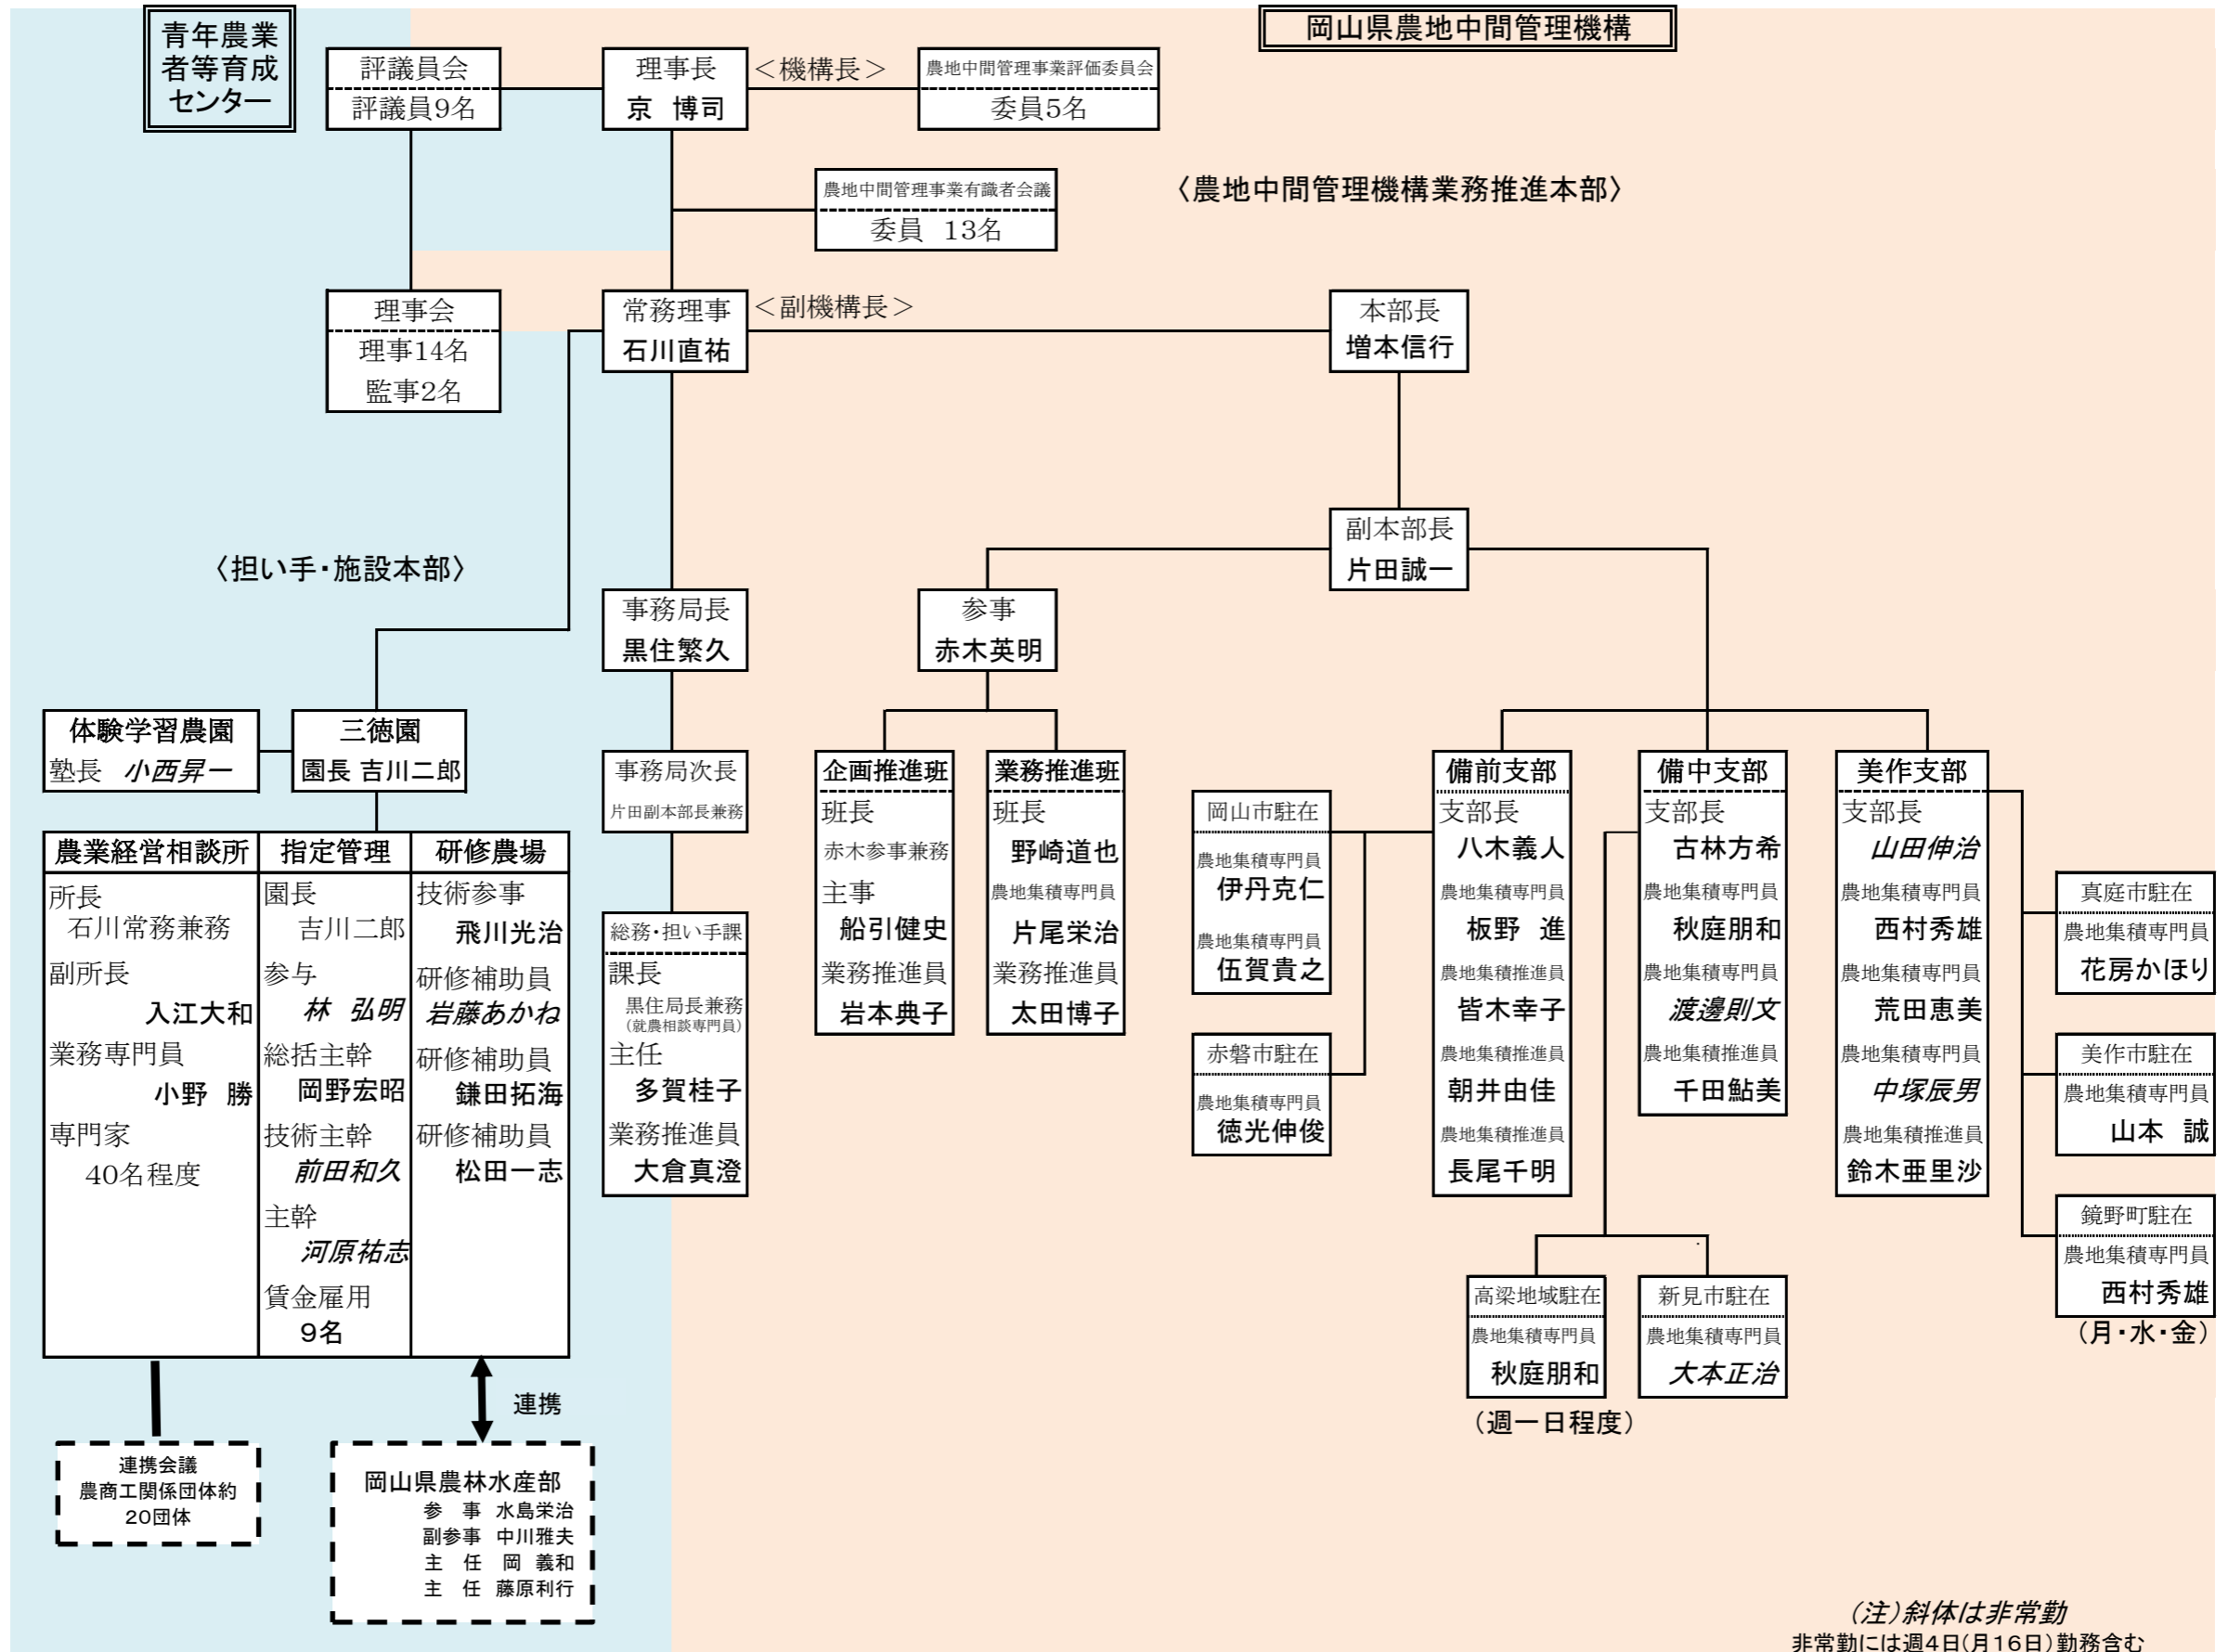 青年農業
者等育成
センター
岡山県農地中間管理機構
評議員会
評議員9名
理事長
京 博司
＜機構長＞
農地中間管理事業評価委員会
委員5名
農地中間管理事業有識者会議
委員 13名
〈農地中間管理機構業務推進本部〉
理事会
理事14名
監事2名
常務理事
石川直祐
＜副機構長＞
本部長
増本信行
副本部長
片田誠一
〈担い手・施設本部〉
事務局長
黒住繁久
参事
赤木英明
体験学習農園
塾長 小西昇一
三徳園
園長 吉川二郎
事務局次長
片田副本部長兼務
農業経営相談所
所長
石川常務兼務
副所長
入江大和
業務専門員
小野 勝
専門家
40名程度
指定管理
園長
吉川二郎
参与
林 弘明
総括主幹
岡野宏昭
技術主幹
前田和久
主幹
河原祐志
賃金雇用
9名
研修農場
技術参事
飛川光治
研修補助員
岩藤あかね
研修補助員
鎌田拓海
研修補助員
松田一志
総務・担い手課
課長
黒住局長兼務
(就農相談専門員)
主任
多賀桂子
業務推進員
大倉真澄
企画推進班
班長
赤木参事兼務
主事
船引健史
業務推進員
岩本典子
業務推進班
班長
野崎道也
農地集積専門員
片尾栄治
業務推進員
太田博子
岡山市駐在
農地集積専門員
伊丹克仁
農地集積専門員
伍賀貴之
赤磐市駐在
農地集積専門員
徳光伸俊
備前支部
支部長
八木義人
農地集積専門員
板野 進
農地集積推進員
皆木幸子
農地集積推進員
朝井由佳
農地集積推進員
長尾千明
備中支部
支部長
古林方希
農地集積専門員
秋庭朋和
農地集積専門員
渡邊則文
農地集積推進員
千田鮎美
美作支部
支部長
山田伸治
農地集積専門員
西村秀雄
農地集積専門員
荒田恵美
農地集積専門員
中塚辰男
農地集積推進員
鈴木亜里沙
真庭市駐在
農地集積専門員
花房かほり
美作市駐在
農地集積専門員
山本 誠
鏡野町駐在
農地集積専門員
西村秀雄
(月・水・金)
高梁地域駐在
農地集積専門員
秋庭朋和
(週一日程度)
新見市駐在
農地集積専門員
大本正治
連携
連携会議
農商工関係団体約
20団体
岡山県農林水産部
参 事 水島栄治
副参事 中川雅夫
主 任 岡 義和
主 任 藤原利行
(注)斜体は非常勤
非常勤には週4日(月16日)勤務含む